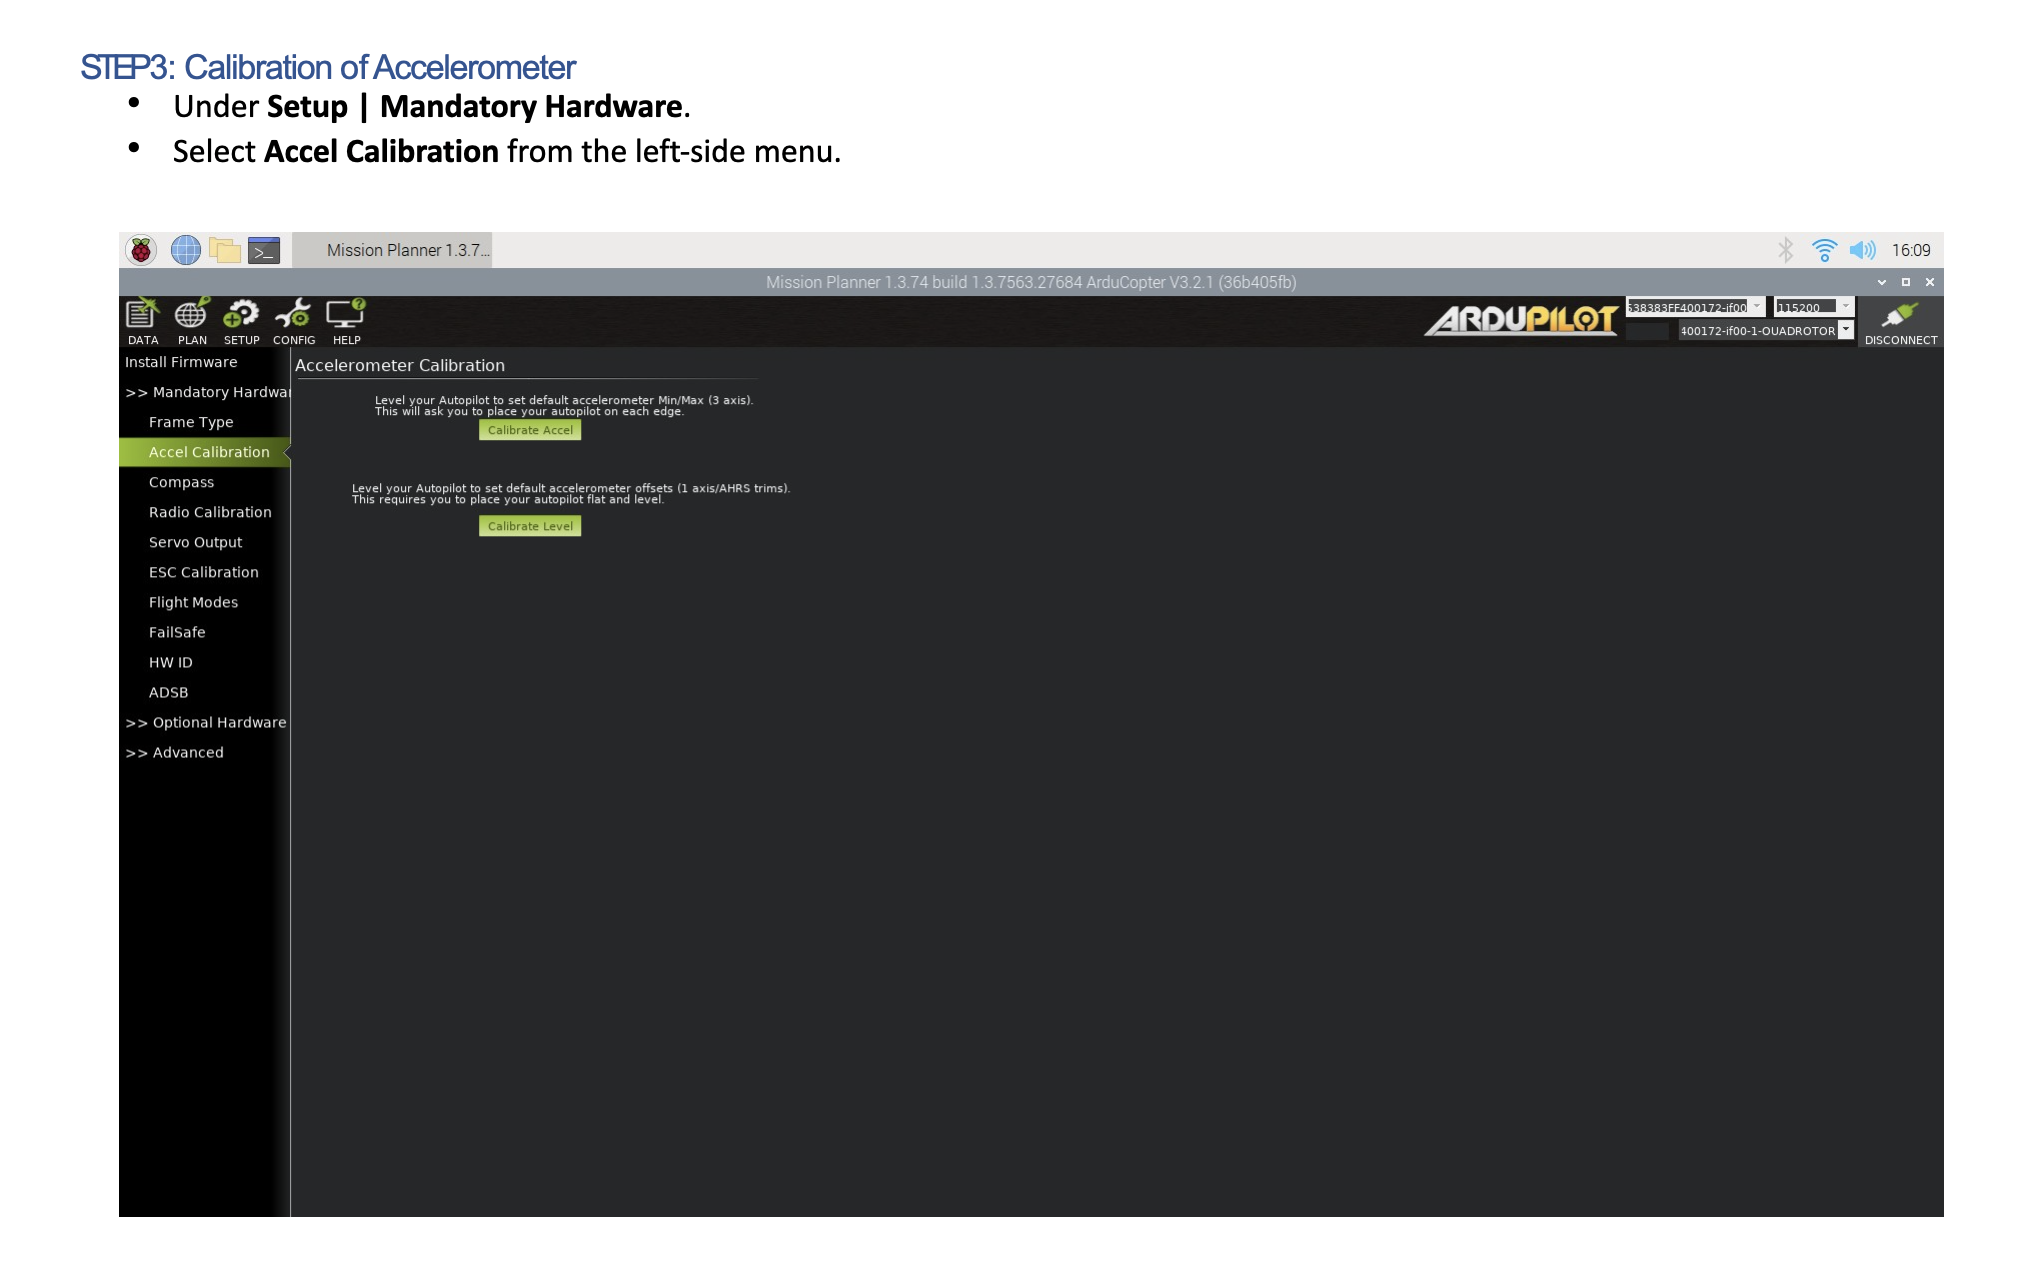 STEP3: Calibration of Accelerometer
• Under Setup | Mandatory Hardware.
• Select Accel Calibration from the left-side menu.
Mission Planner 1.3.7...
16:09
Mission Planner 1.3.74 build 1.3.7563.27684 ArduCopter V3.2.1 (36b405fb)
DATA PLAN SETUP CONFIG HELP
ARDUPILOT
538383FF400172-if00 115200
400172-if00-1-QUADROTOR
DISCONNECT
Install Firmware
>> Mandatory Hardwar
Frame Type
Accel Calibration
Compass
Radio Calibration
Servo Output
ESC Calibration
Flight Modes
FailSafe
HW ID
ADSB
>> Optional Hardware
>> Advanced
Accelerometer Calibration
Level your Autopilot to set default accelerometer Min/Max (3 axis).
This will ask you to place your autopilot on each edge.
Calibrate Accel
Level your Autopilot to set default accelerometer offsets (1 axis/AHRS trims).
This requires you to place your autopilot flat and level.
Calibrate Level